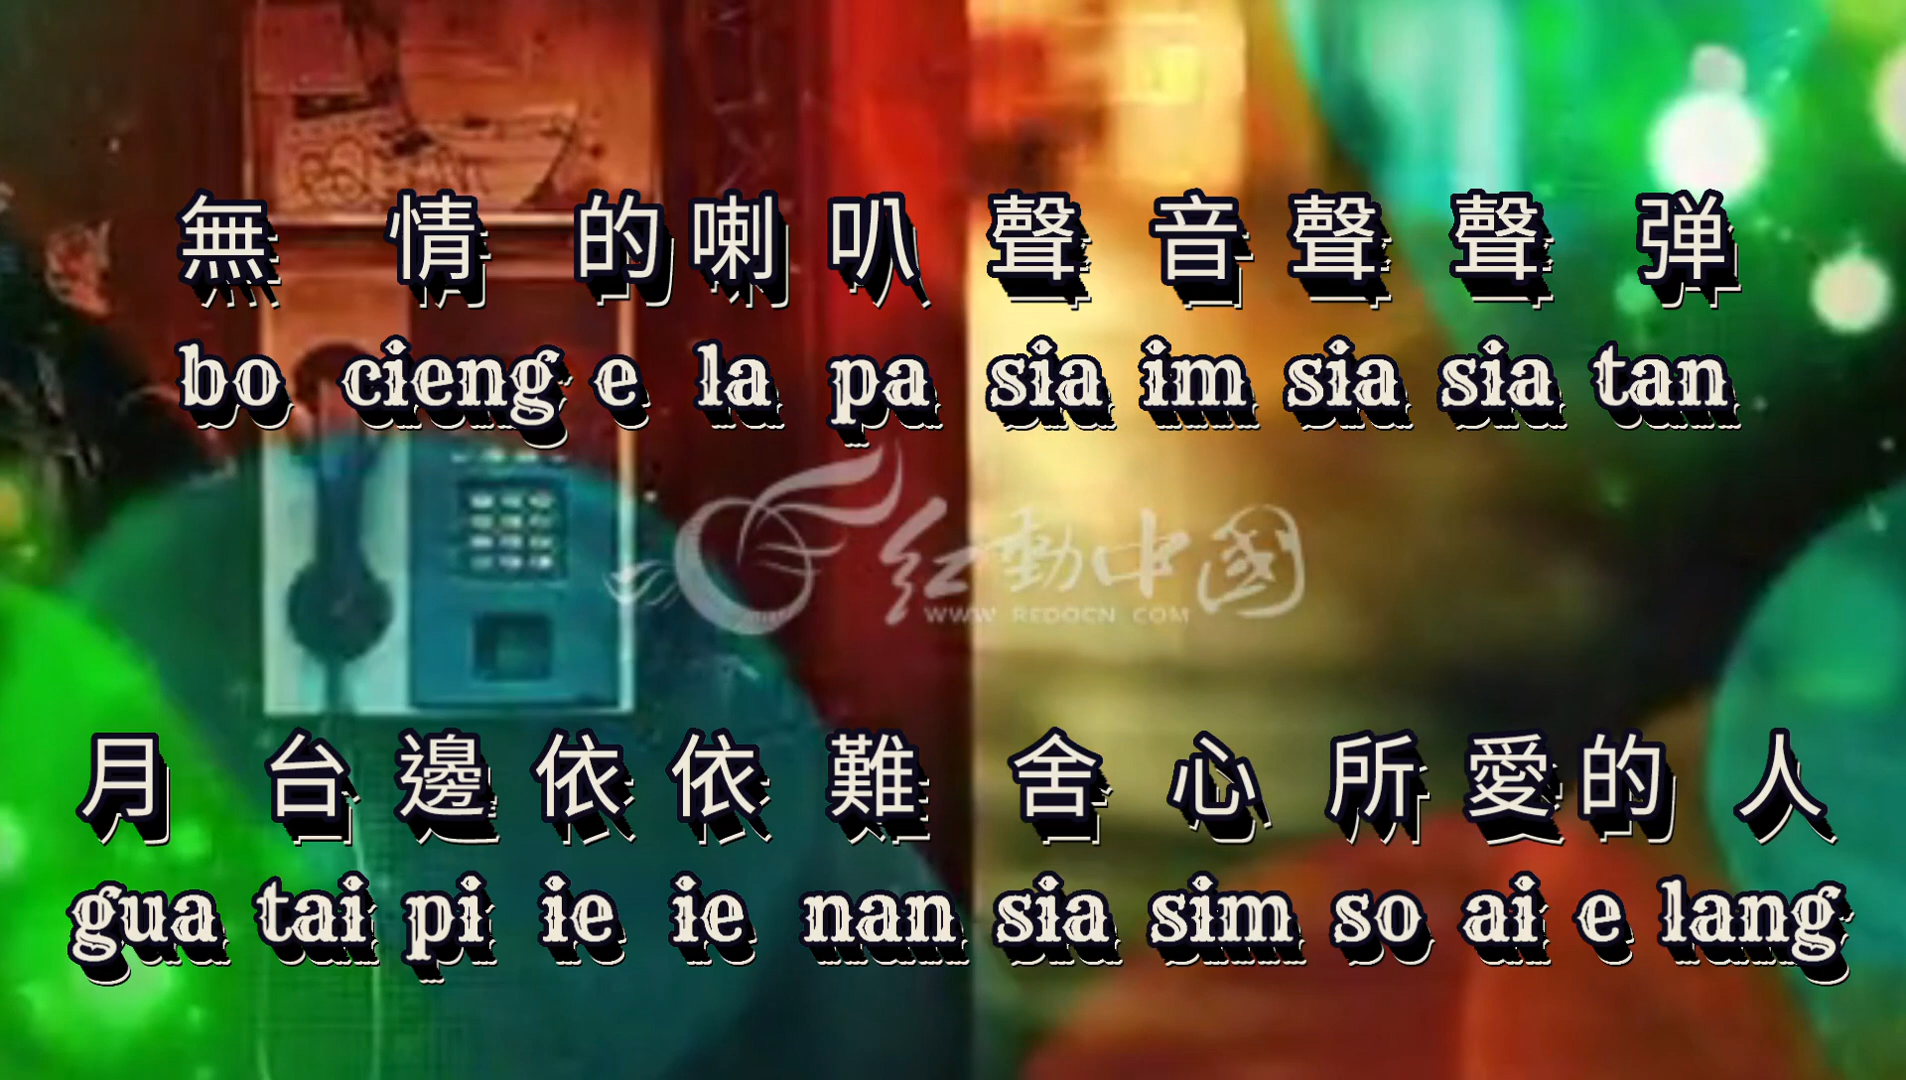 無 情 的 喇 叭 聲 音 聲 聲 弹
bo cieng e la pa sia im sia sia tan
红動中國
WWW.REDOCN.COM
月 台 邊 依 依 難 舍 心 所 愛 的 人
gua tai pi ie ie nan sia sim so ai e lang